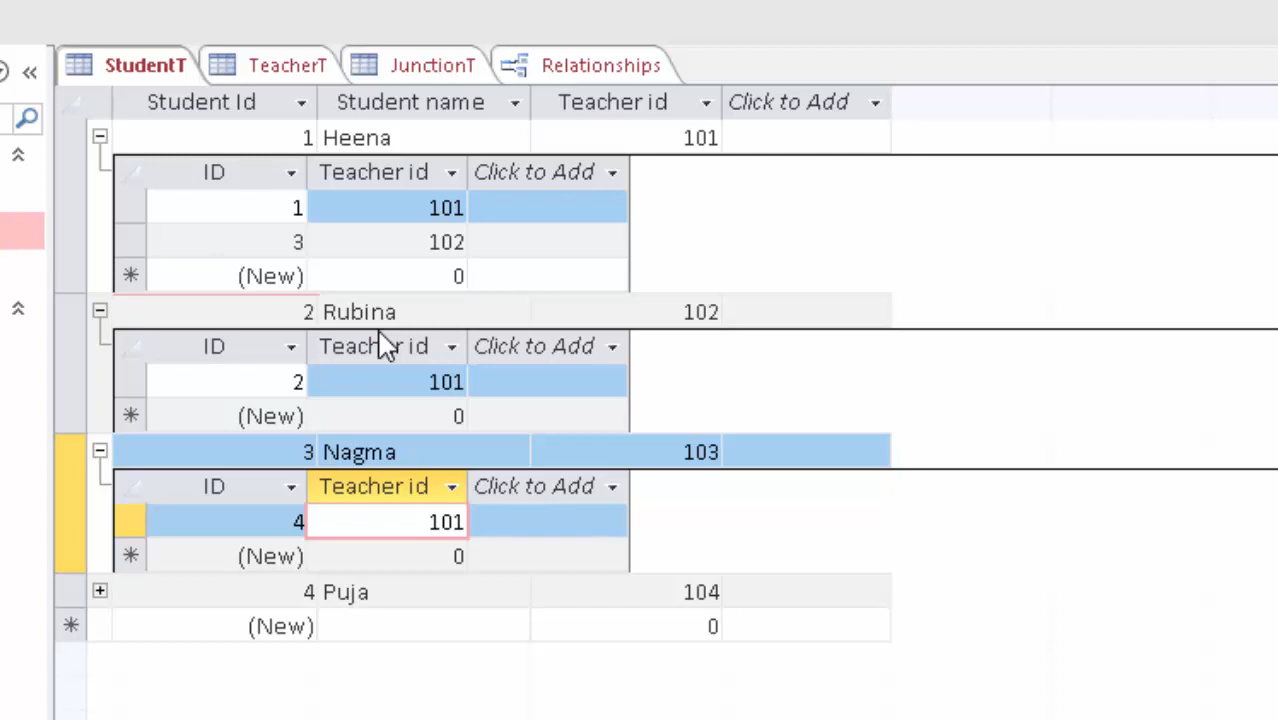 StudentT TeacherT JunctionT Relationships
Student Id Student name Teacher id Click to Add
1 Heena 101
ID Teacher id Click to Add
1 101
3 102
* (New) 0
2 Rubina 102
ID Teacher id Click to Add
2 101
* (New) 0
3 Nagma 103
ID Teacher id Click to Add
4 101
* (New) 0
4 Puja 104
* (New) 0